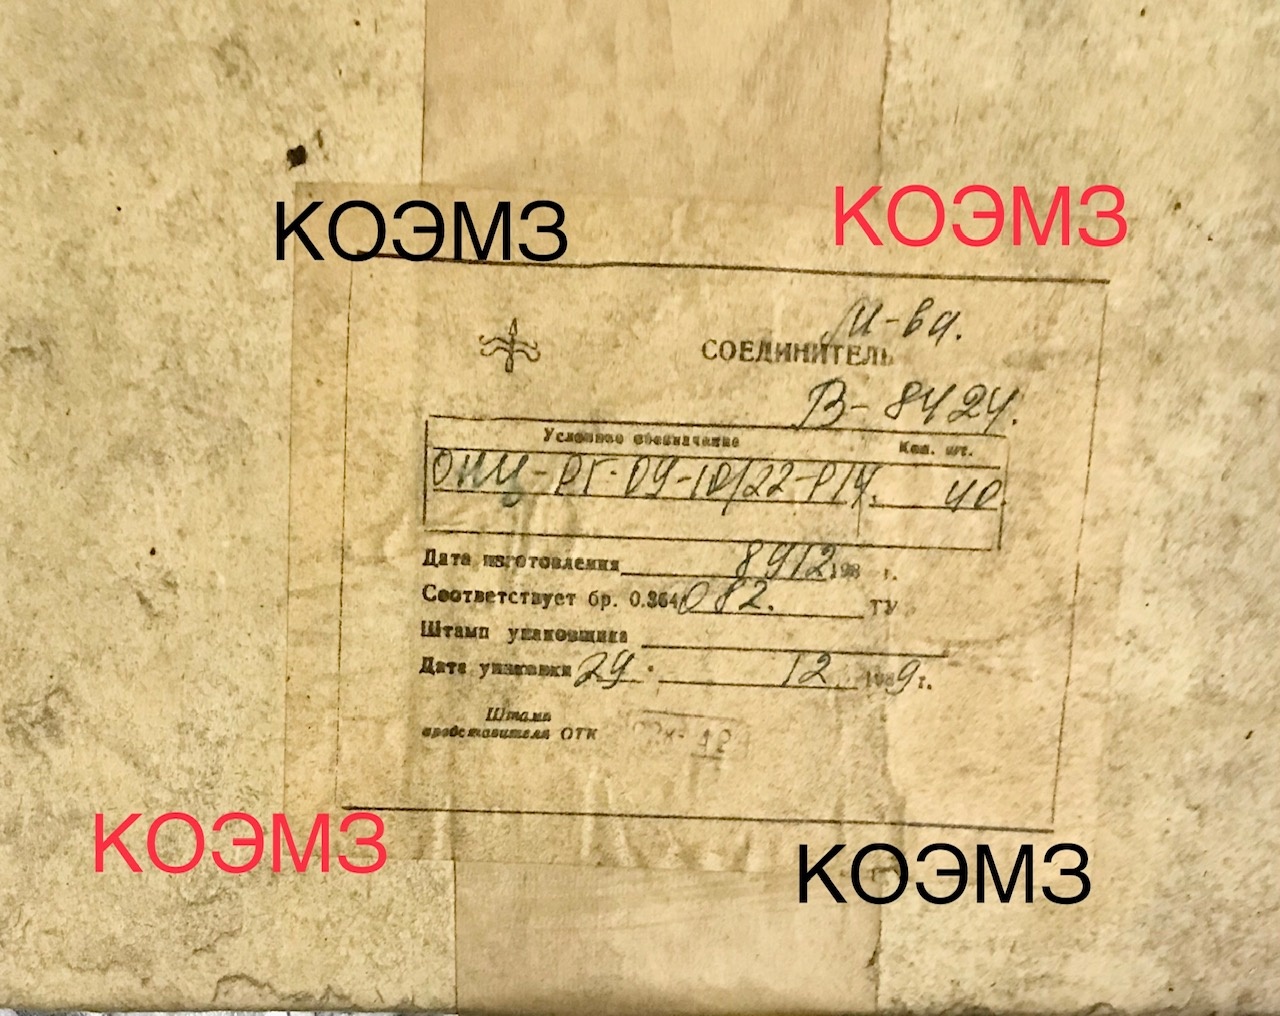 КОЭМЗ
КОЭМЗ
М-ва.
СОЕДИНИТЕЛЬ
В-8424.
Условное обозначение Кол. шт.
ОНЦ-РГ-09-10/22-Р14. 40.
Дата изготовления 8912 198 г.
Соответствует бр. 0.364 082. ТУ
Штамп упаковщика
Дата упаковки 29. 12 1989 г.
Штамп
представителя ОТК
КОЭМЗ
КОЭМЗ